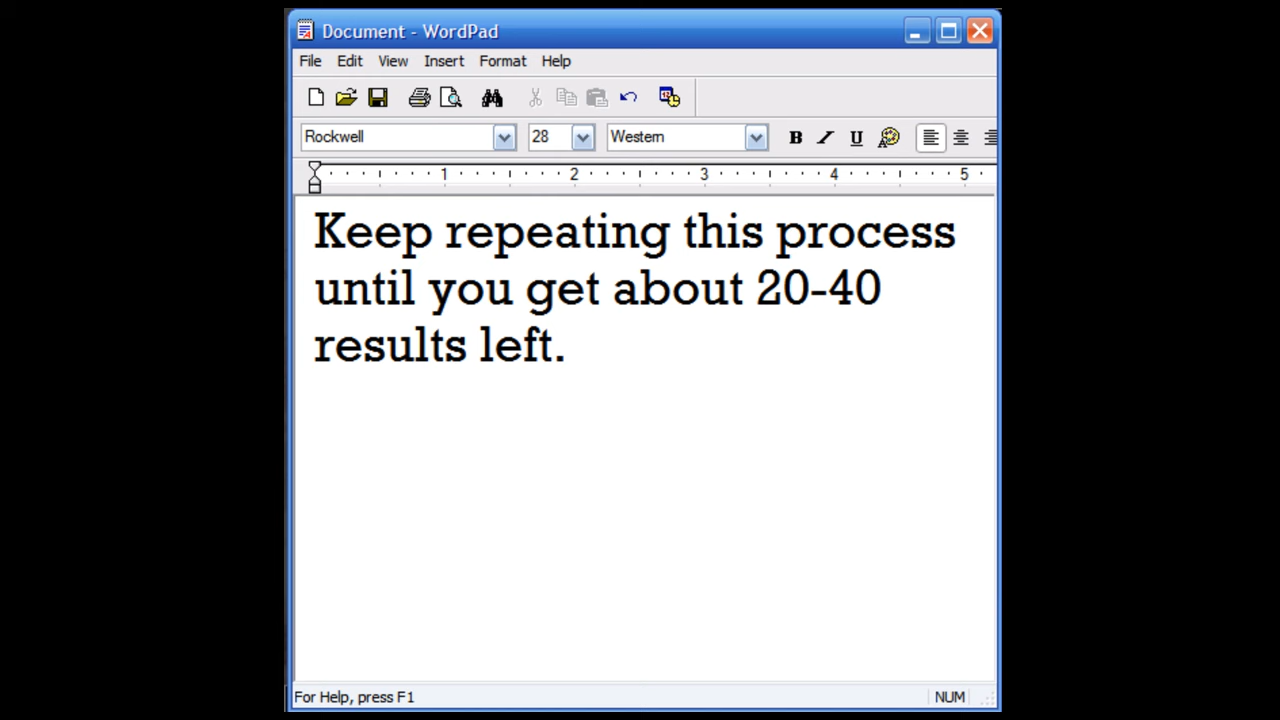 Document - WordPad
File Edit View Insert Format Help
Rockwell 28 Western B I U
1 2 3 4 5
Keep repeating this process
until you get about 20-40
results left.
For Help, press F1 NUM